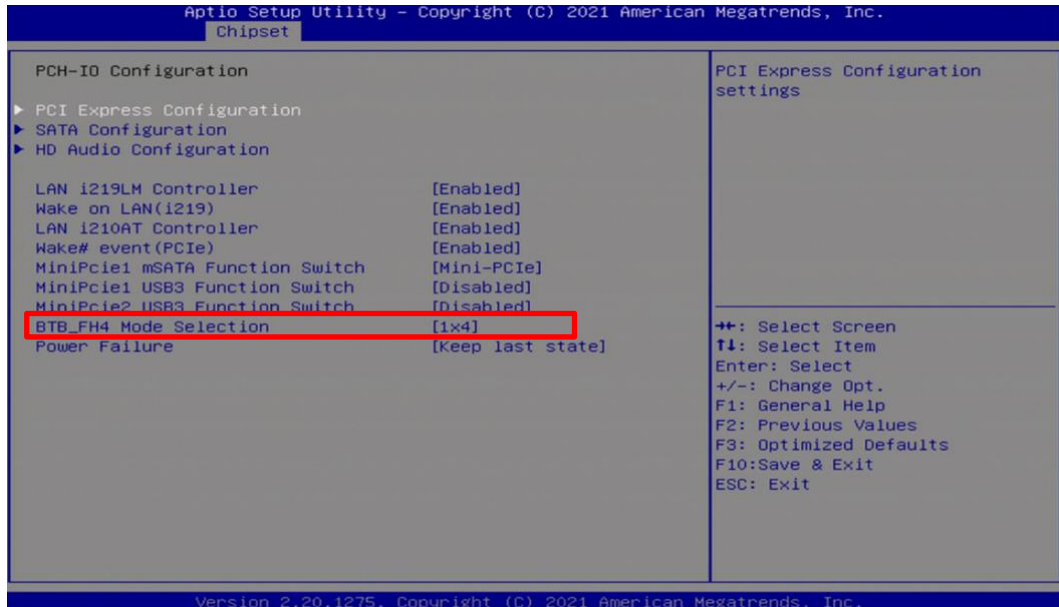 Aptio Setup Utility – Copyright (C) 2021 American Megatrends, Inc.
Chipset
PCH-IO Configuration
PCI Express Configuration
SATA Configuration
HD Audio Configuration
LAN i219LM Controller [Enabled]
Wake on LAN(i219) [Enabled]
LAN i210AT Controller [Enabled]
Wake# event(PCIe) [Enabled]
MiniPcie1 mSATA Function Switch [Mini-PCIe]
MiniPcie1 USB3 Function Switch [Disabled]
MiniPcie2 USB3 Function Switch [Disabled]
BTB_FH4 Mode Selection [1x4]
Power Failure [Keep last state]
PCI Express Configuration
settings
→←: Select Screen
↑↓: Select Item
Enter: Select
+/-: Change Opt.
F1: General Help
F2: Previous Values
F3: Optimized Defaults
F10:Save & Exit
ESC: Exit
Version 2.20.1275. Copyright (C) 2021 American Megatrends, Inc.